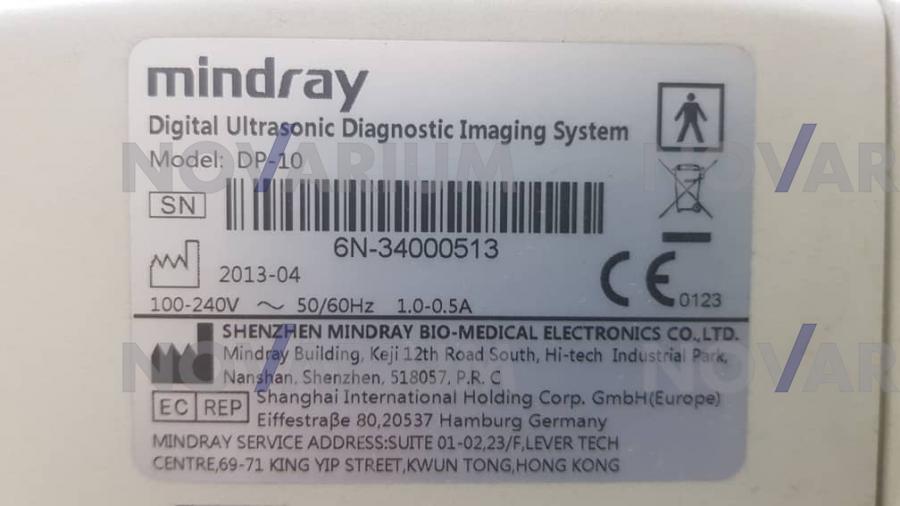 mindray
Digital Ultrasonic Diagnostic Imaging System
Model: DP-10
SN
6N-34000513
2013-04
100-240V ～ 50/60Hz 1.0-0.5A
CE 0123
SHENZHEN MINDRAY BIO-MEDICAL ELECTRONICS CO.,LTD.
Mindray Building, Keji 12th Road South, Hi-tech Industrial Park,
Nanshan, Shenzhen, 518057, P.R. C
EC REP
Shanghai International Holding Corp. GmbH(Europe)
Eiffestraße 80,20537 Hamburg Germany
MINDRAY SERVICE ADDRESS:SUITE 01-02,23/F,LEVER TECH
CENTRE,69-71 KING YIP STREET,KWUN TONG,HONG KONG
NOVARIUM
NOVAR
NOVARIUM
NOVAR